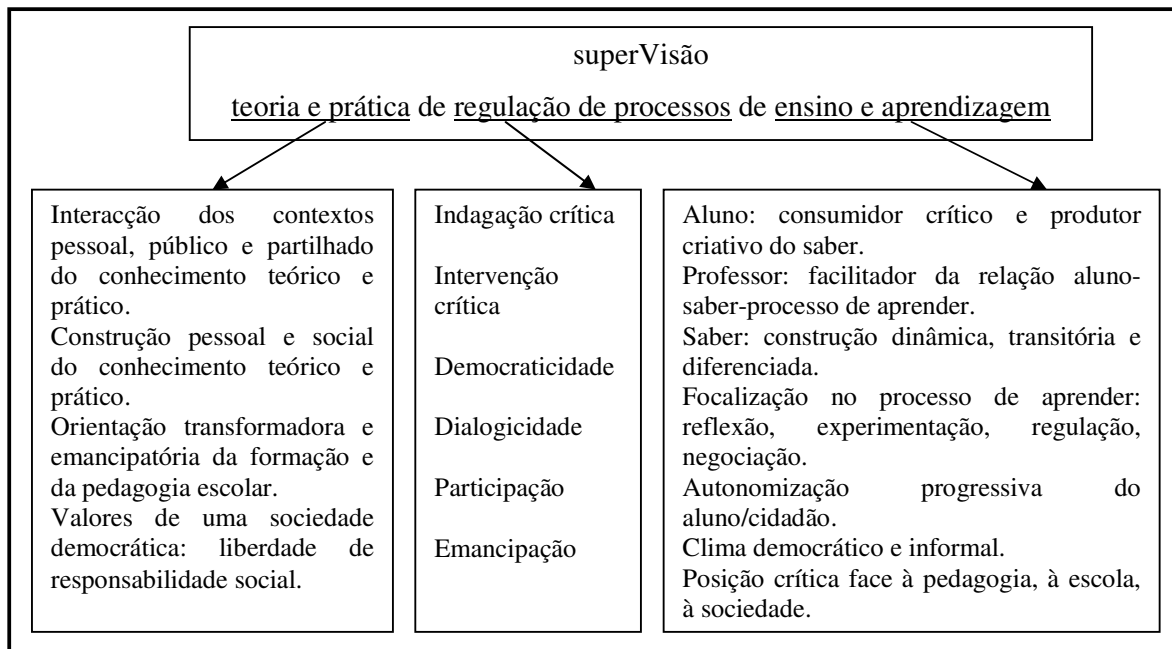 superVisão
teoria e prática de regulação de processos de ensino e aprendizagem
Interacção dos contextos
pessoal, público e partilhado
do conhecimento teórico e
prático.
Construção pessoal e social
do conhecimento teórico e
prático.
Orientação transformadora e
emancipatória da formação e
da pedagogia escolar.
Valores de uma sociedade
democrática: liberdade de
responsabilidade social.
Indagação crítica
Intervenção
crítica
Democraticidade
Dialogicidade
Participação
Emancipação
Aluno: consumidor crítico e produtor
criativo do saber.
Professor: facilitador da relação aluno-
saber-processo de aprender.
Saber: construção dinâmica, transitória e
diferenciada.
Focalização no processo de aprender:
reflexão, experimentação, regulação,
negociação.
Autonomização progressiva do
aluno/cidadão.
Clima democrático e informal.
Posição crítica face à pedagogia, à escola,
à sociedade.